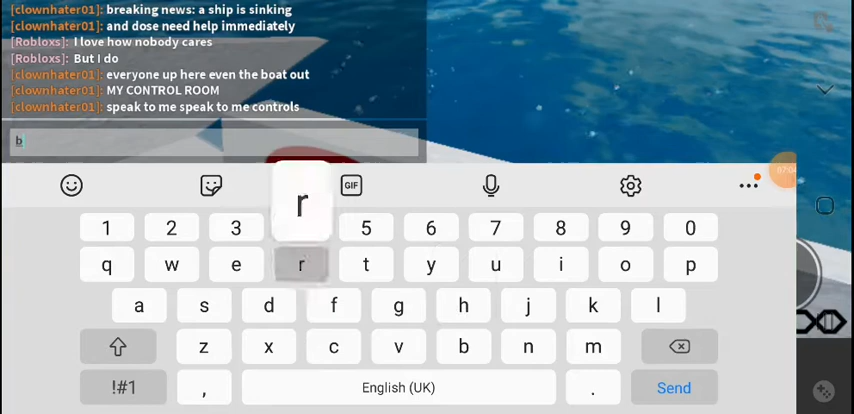 [clownhater01]: breaking news: a ship is sinking
[clownhater01]: and dose need help immediately
[Robloxs]: I love how nobody cares
[Robloxs]: But I do
[clownhater01]: everyone up here even the boat out
[clownhater01]: MY CONTROL ROOM
[clownhater01]: speak to me speak to me controls
b
07:04
GIF
r
1 2 3 5 6 7 8 9 0
q w e r t y u i o p
a s d f g h j k l
z x c v b n m
!#1 , English (UK) . Send